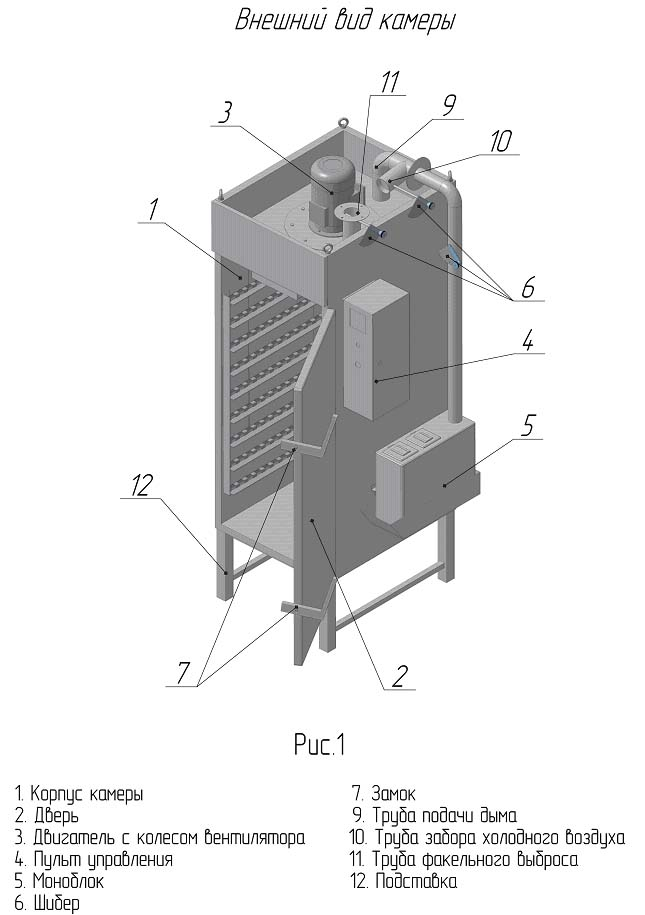 Внешний вид камеры
11
9
3
10
1
6
4
5
12
7
2
Рис.1
1. Корпус камеры
2. Дверь
3. Двигатель с колесом вентилятора
4. Пульт управления
5. Моноблок
6. Шибер
7. Замок
9. Труба подачи дыма
10. Труба забора холодного воздуха
11. Труба факельного выброса
12. Подставка